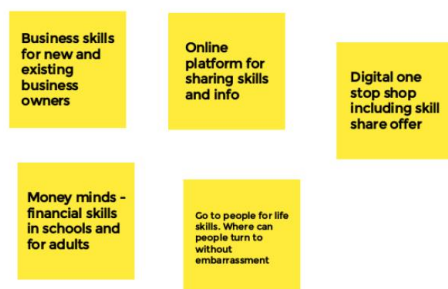 Business skills
for new and
existing
business
owners
Online
platform for
sharing skills
and info
Digital one
stop shop
including skill
share offer
Money minds -
financial skills
in schools and
for adults
Go to people for life
skills. Where can
people turn to
without
embarrassment